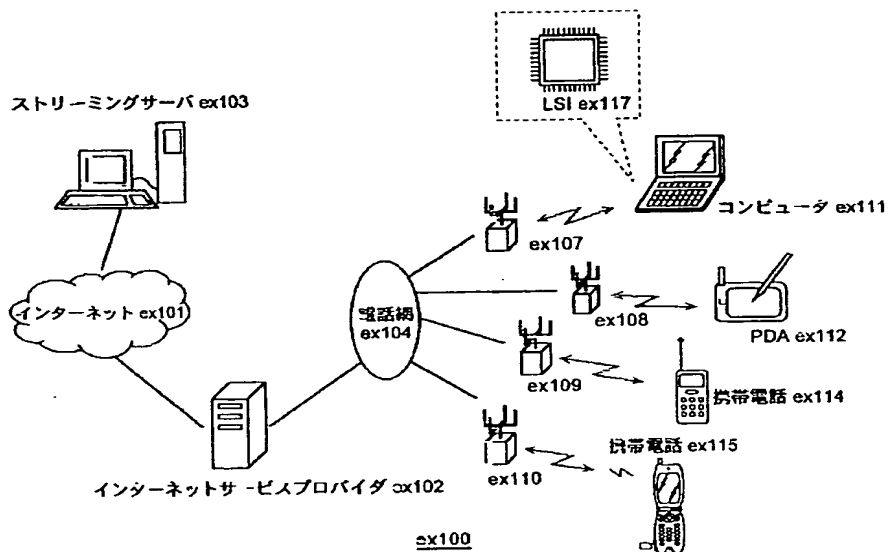 LSI ex117
ストリーミングサーバ ex103
コンピュータ ex111
ex107
インターネット ex101
電話網
ex104
ex108
PDA ex112
ex109
携帯電話 ex114
携帯電話 ex115
ex110
インターネットサービスプロバイダ ex102
ex100